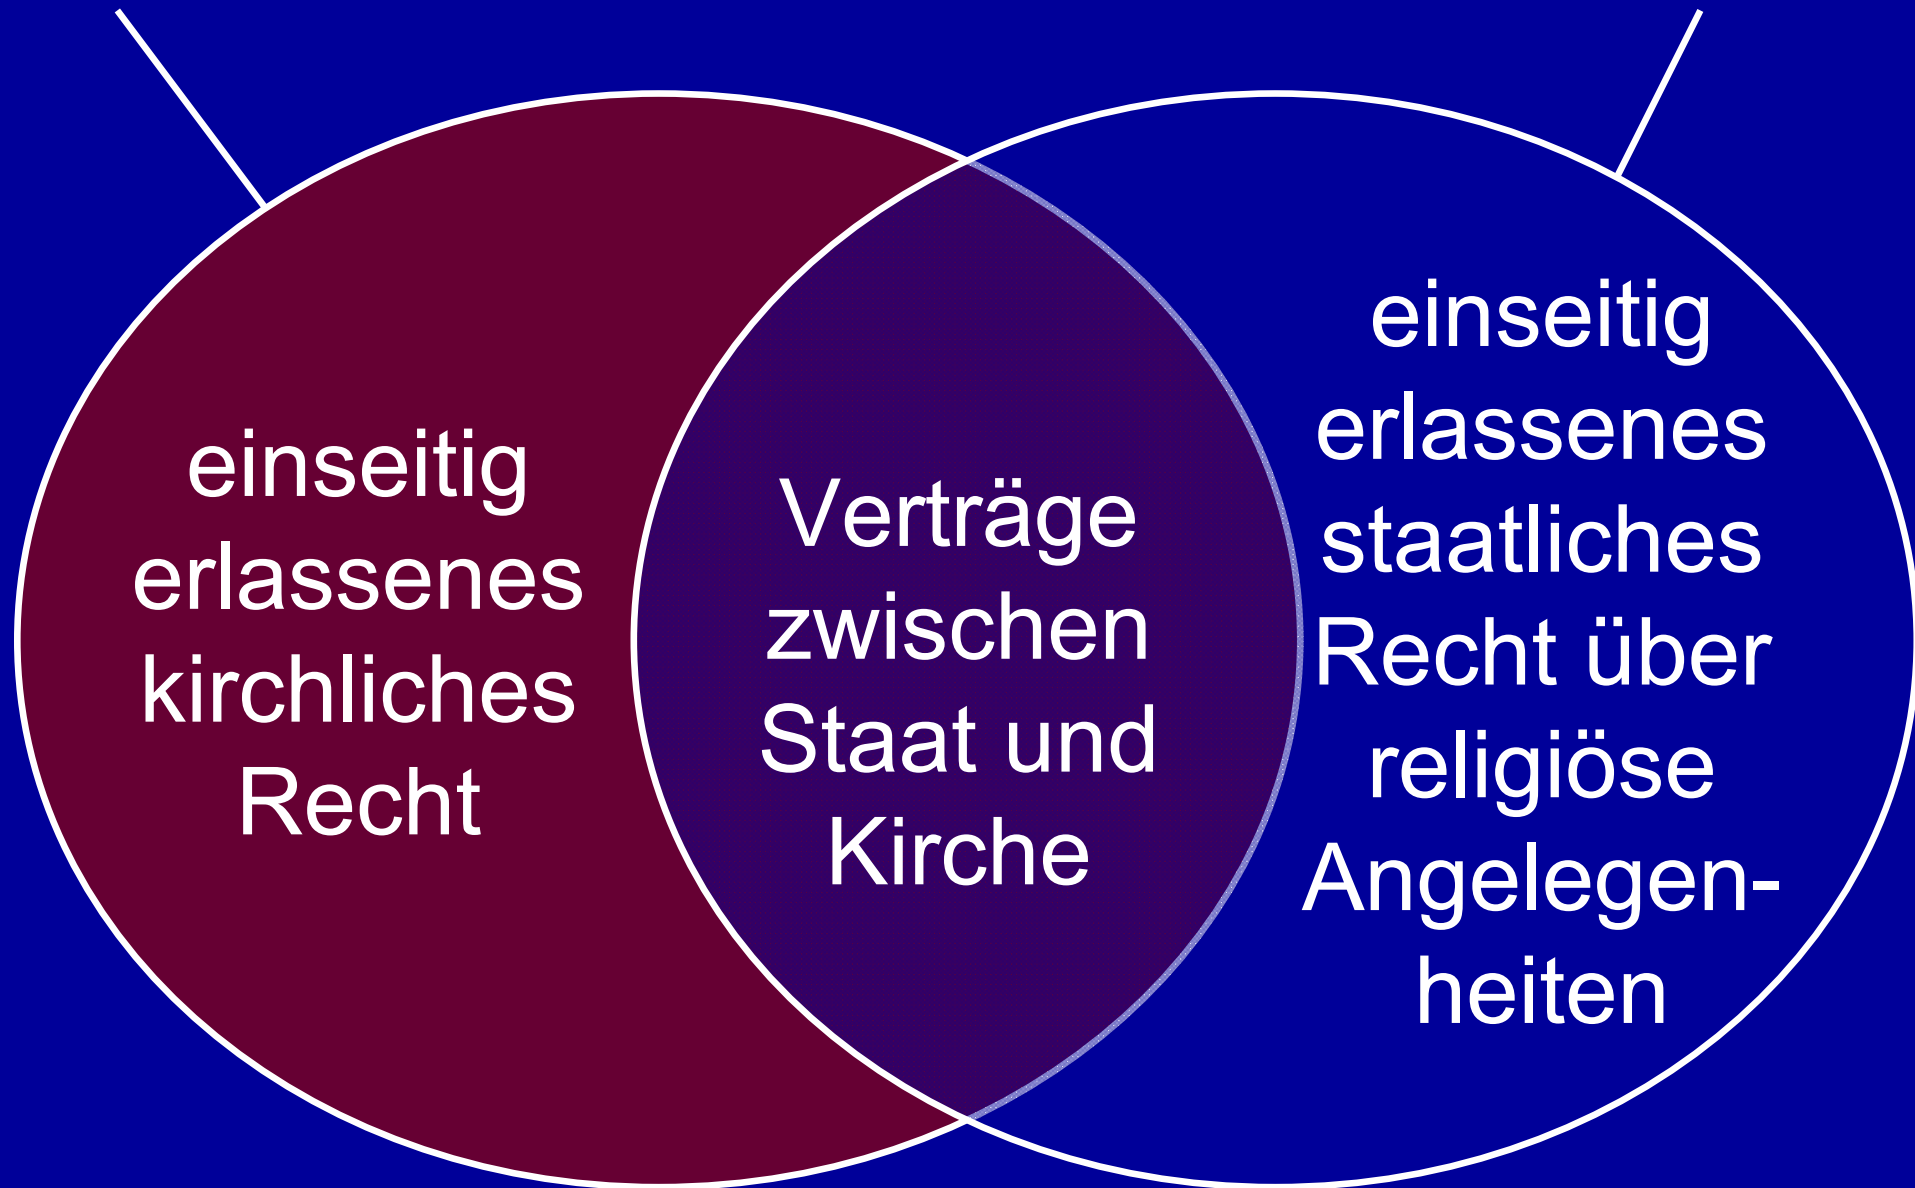 einseitig
erlassenes
kirchliches
Recht
Verträge
zwischen
Staat und
Kirche
einseitig
erlassenes
staatliches
Recht über
religiöse
Angelegen-
heiten